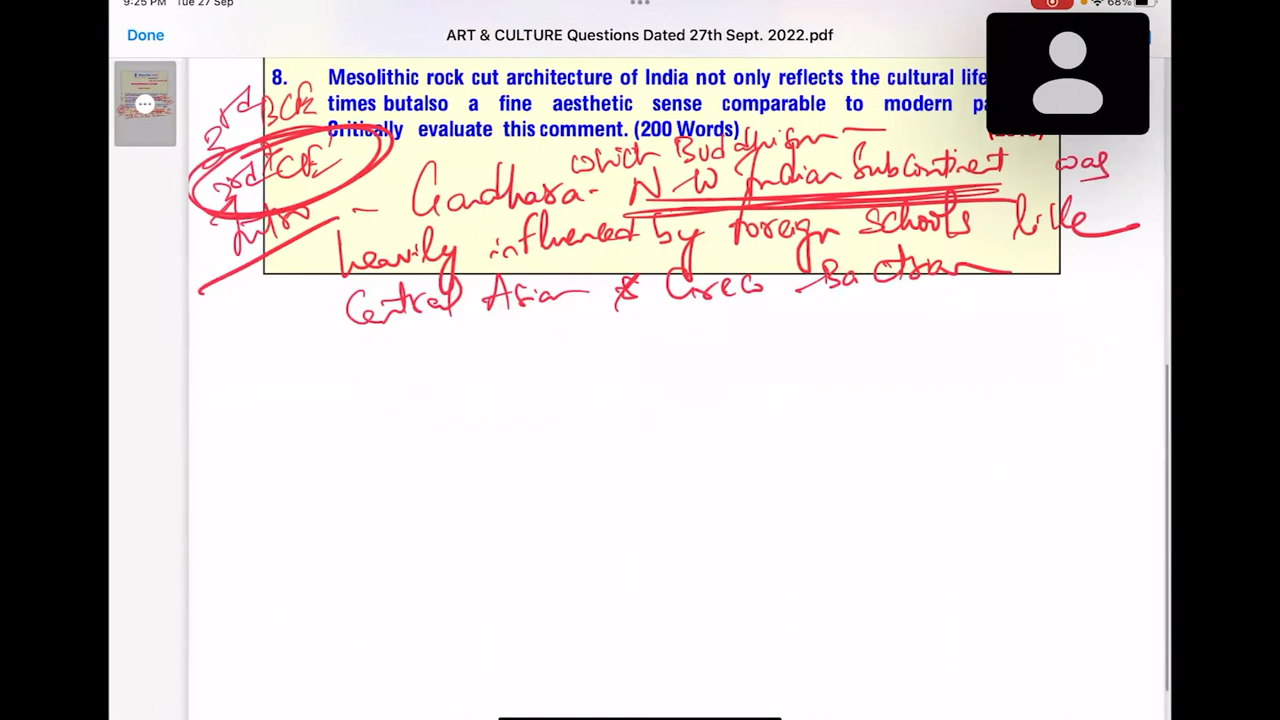 9:25 PM Tue 27 Sep
68%
Done
ART & CULTURE Questions Dated 27th Sept. 2022.pdf
8. Mesolithic rock cut architecture of India not only reflects the cultural life
times butalso a fine aesthetic sense comparable to modern pa
Critically evaluate this comment. (200 Words)
3rd BCE
3rd CE
which Buddhism
Intro - Gandhara - N-W Indian Subcontinent was
heavily influenced by foreign schools like
Central Asian & Greco Bactrian